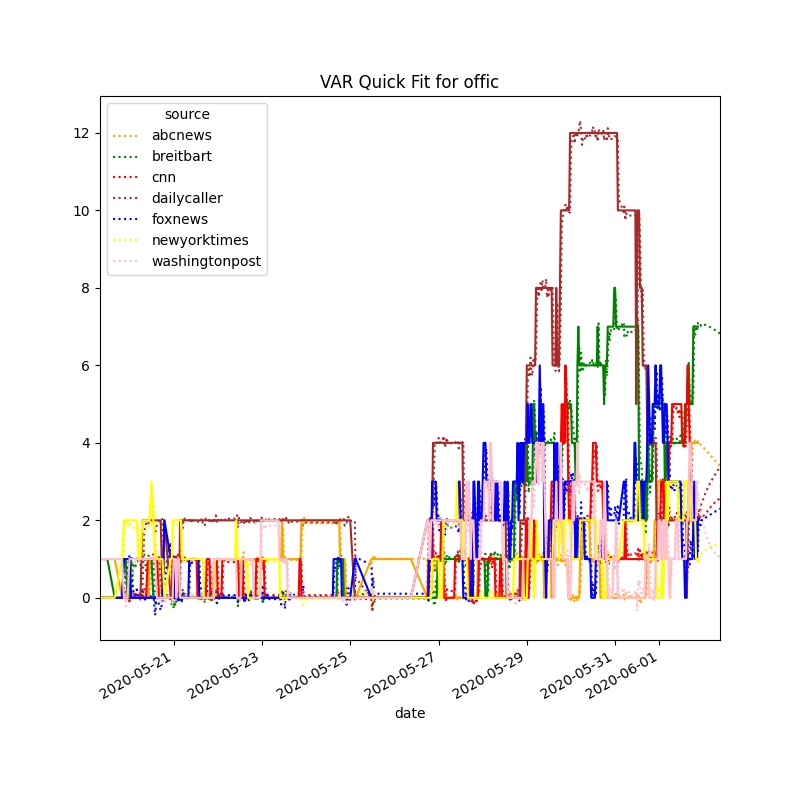 VAR Quick Fit for offic
source
abcnews
breitbart
cnn
dailycaller
foxnews
newyorktimes
washingtonpost
12
10
8
6
4
2
0
2020-05-21
2020-05-23
2020-05-25
2020-05-27
2020-05-29
2020-05-31
2020-06-01
date